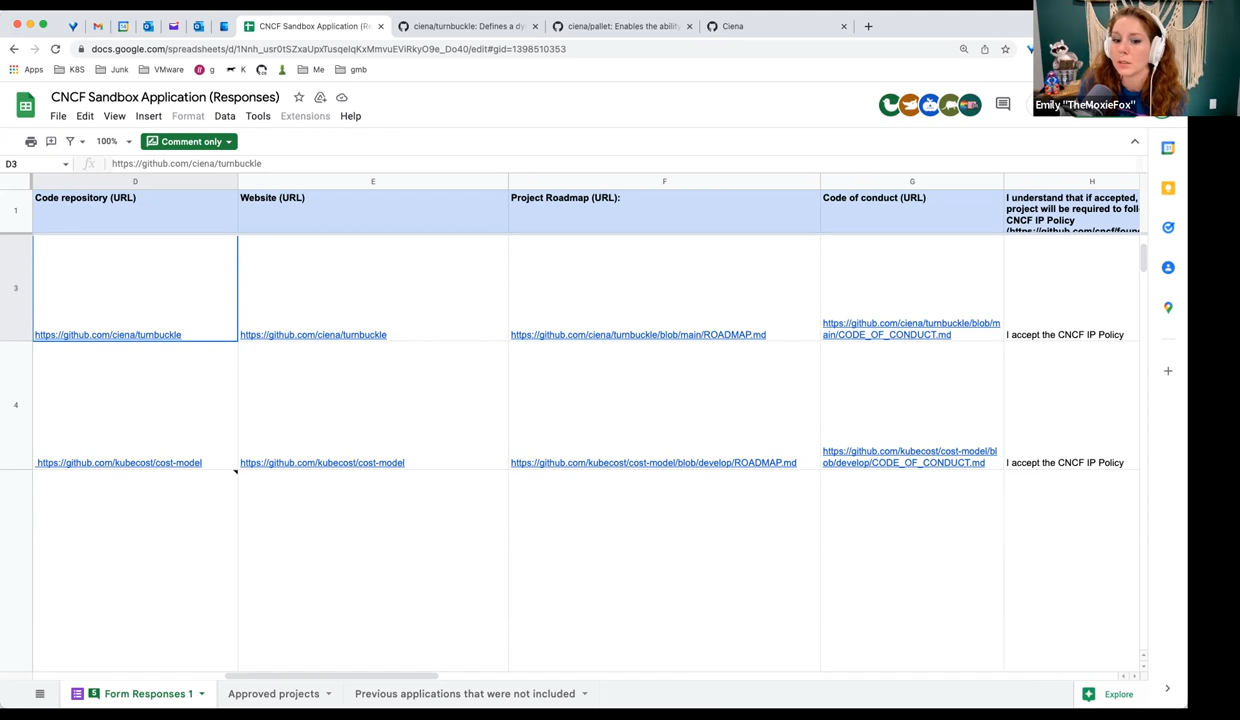 CNCF Sandbox Application (Re
ciena/turnbuckle: Defines a dy
ciena/pallet: Enables the ability
Ciena
docs.google.com/spreadsheets/d/1Nnh_usr0tSZxaUpxTusqelqKxMmvuEViRkyO9e_Do40/edit#gid=1398510353
Apps
K8S
Junk
VMware
g
K
Me
gmb
Emily "TheMoxieFox"
CNCF Sandbox Application (Responses)
File Edit View Insert Format Data Tools Extensions Help
100%
Comment only
D3
fx
https://github.com/ciena/turnbuckle
D E F G H
1
Code repository (URL)
Website (URL)
Project Roadmap (URL):
Code of conduct (URL)
I understand that if accepted,
project will be required to foll
CNCF IP Policy
(https://github.com/cncf/foun
3
https://github.com/ciena/turnbuckle
https://github.com/ciena/turnbuckle
https://github.com/ciena/turnbuckle/blob/main/ROADMAP.md
https://github.com/ciena/turnbuckle/blob/m
ain/CODE_OF_CONDUCT.md
I accept the CNCF IP Policy
4
https://github.com/kubecost/cost-model
https://github.com/kubecost/cost-model
https://github.com/kubecost/cost-model/blob/develop/ROADMAP.md
https://github.com/kubecost/cost-model/bl
ob/develop/CODE_OF_CONDUCT.md
I accept the CNCF IP Policy
5
Form Responses 1
Approved projects
Previous applications that were not included
Explore